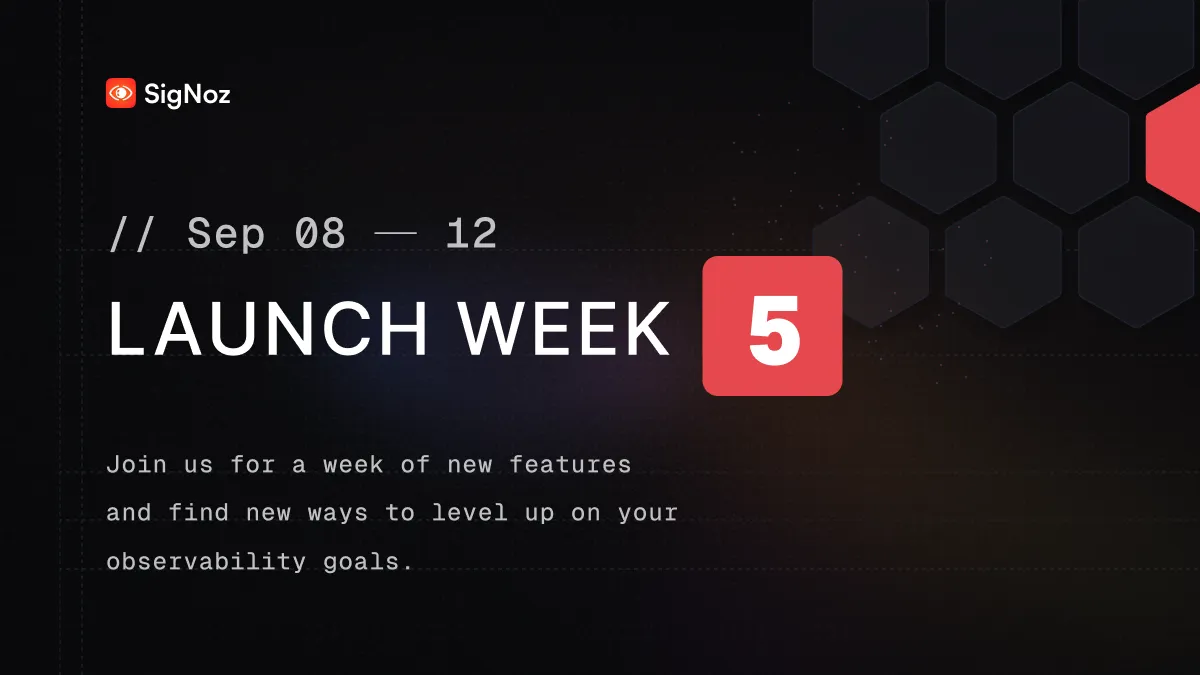 SigNoz
// Sep 08 — 12
LAUNCH WEEK 5
Join us for a week of new features
and find new ways to level up on your
observability goals.